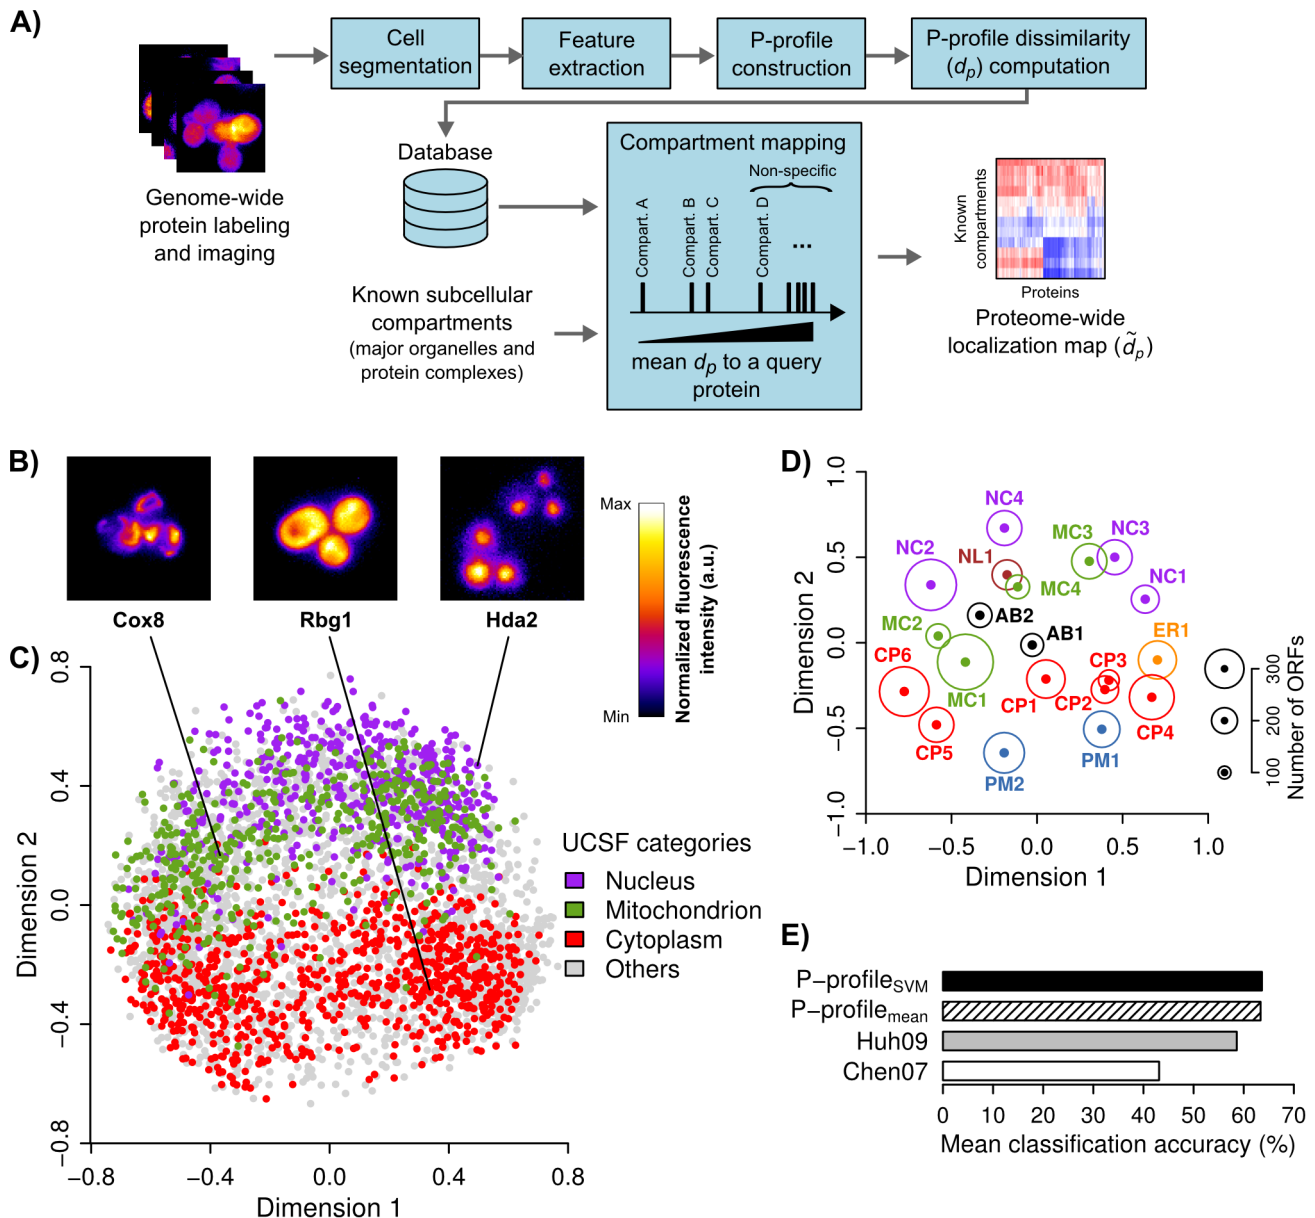 A)
Cell
segmentation
Feature
extraction
P-profile
construction
P-profile dissimilarity
(dp) computation
Genome-wide
protein labeling
and imaging
Database
Known subcellular
compartments
(major organelles and
protein complexes)
Compartment mapping
Non-specific
Compart. A
Compart. B
Compart. C
Compart. D
...
mean dp to a query
protein
Known
compartments
Proteins
Proteome-wide
localization map (d̃p)
B)
Cox8
Rbg1
Hda2
Max
Min
Normalized fluorescence
intensity (a.u.)
C)
0.8
0.4
0.0
−0.4
−0.8
Dimension 2
−0.8
−0.4
0.0
0.4
0.8
Dimension 1
UCSF categories
Nucleus
Mitochondrion
Cytoplasm
Others
D)
1.0
0.5
0.0
−0.5
−1.0
Dimension 2
NC4
NC2
NL1
MC3
NC3
MC4
NC1
AB2
MC2
AB1
ER1
CP6
CP3
MC1
CP1
CP2
CP4
CP5
PM2
PM1
−1.0
−0.5
0.0
0.5
1.0
Dimension 1
300
200
100
Number of ORFs
E)
P−profileSVM
P−profilemean
Huh09
Chen07
0
10
20
30
40
50
60
70
Mean classification accuracy (%)